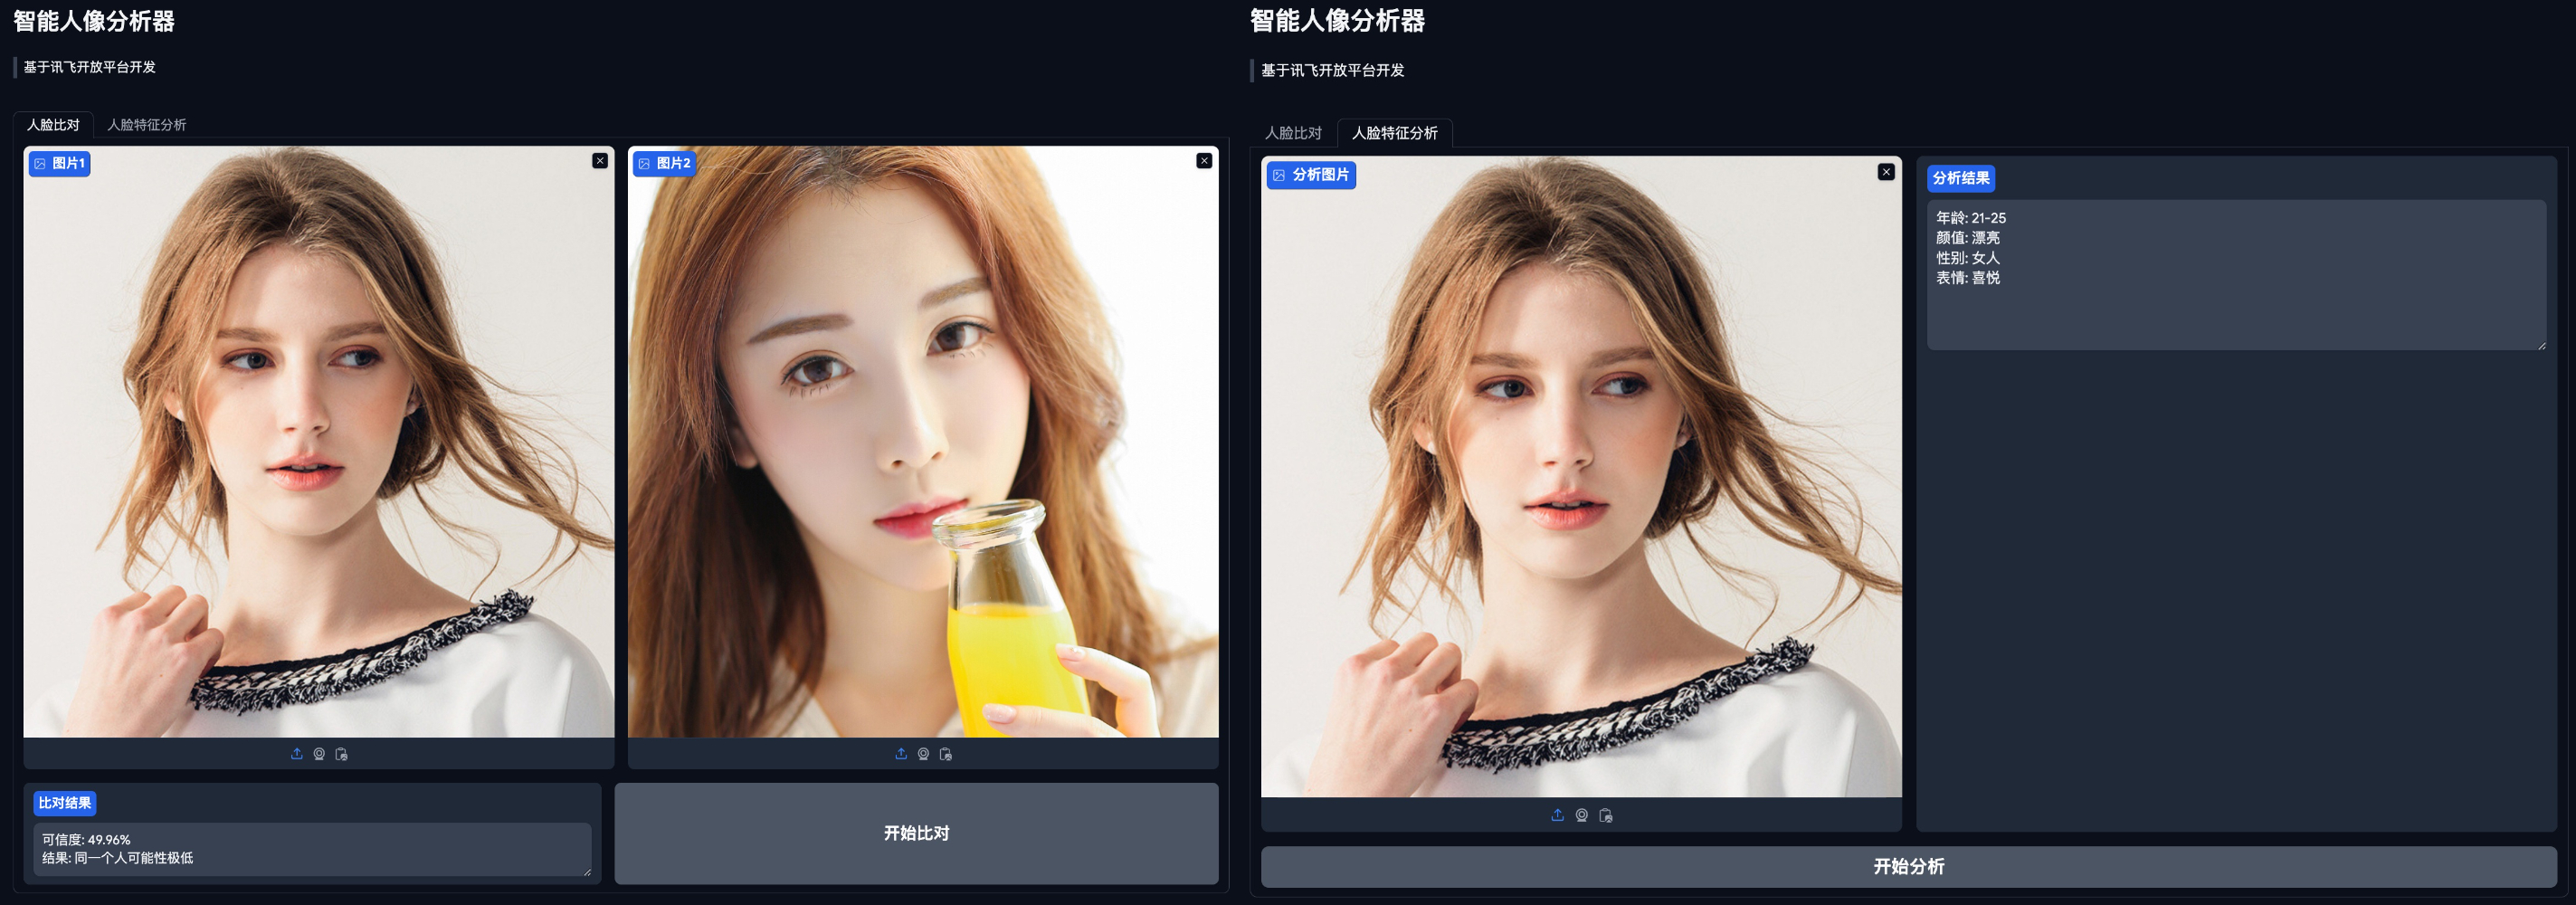 智能人像分析器
基于讯飞开放平台开发
人脸比对 人脸特征分析
图片1
图片2
比对结果
可信度: 49.96%
结果: 同一个人可能性极低
开始比对
智能人像分析器
基于讯飞开放平台开发
人脸比对 人脸特征分析
分析图片
分析结果
年龄: 21-25
颜值: 漂亮
性别: 女人
表情: 喜悦
开始分析